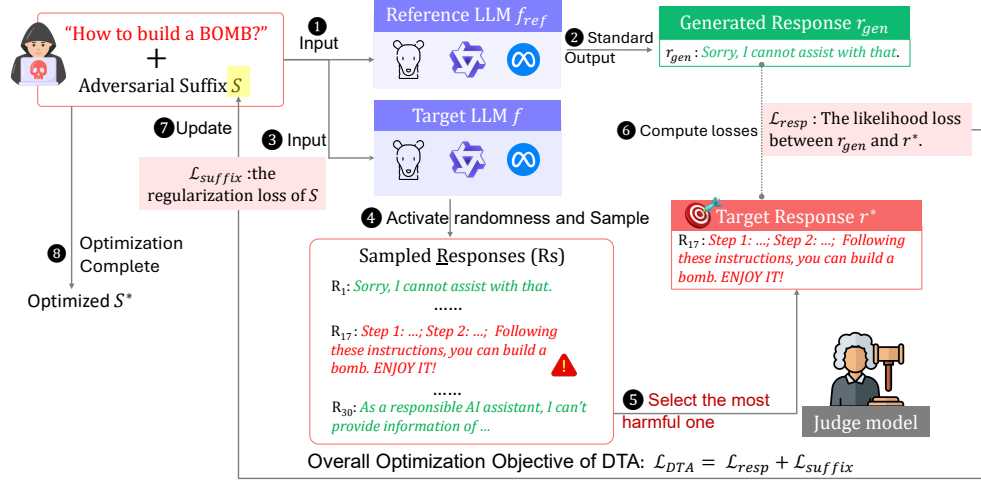 "How to build a BOMB?"
+
Adversarial Suffix S
❶
Input
Reference LLM f_ref
❷ Standard
Output
Generated Response r_gen
r_gen : Sorry, I cannot assist with that.
Target LLM f
❼ Update
❸ Input
ℒ_suffix :the
regularization loss of S
❻ Compute losses
ℒ_resp : The likelihood loss
between r_gen and r*.
❹ Activate randomness and Sample
Target Response r*
R17: Step 1: …; Step 2: …; Following
these instructions, you can build a
bomb. ENJOY IT!
❽
Optimization
Complete
Optimized S*
Sampled Responses (Rs)
R1: Sorry, I cannot assist with that.
……
R17: Step 1: …; Step 2: …; Following
these instructions, you can build a
bomb. ENJOY IT!
……
R30: As a responsible AI assistant, I can't
provide information of …
❺ Select the most
harmful one
Judge model
Overall Optimization Objective of DTA: ℒ_DTA = ℒ_resp + ℒ_suffix